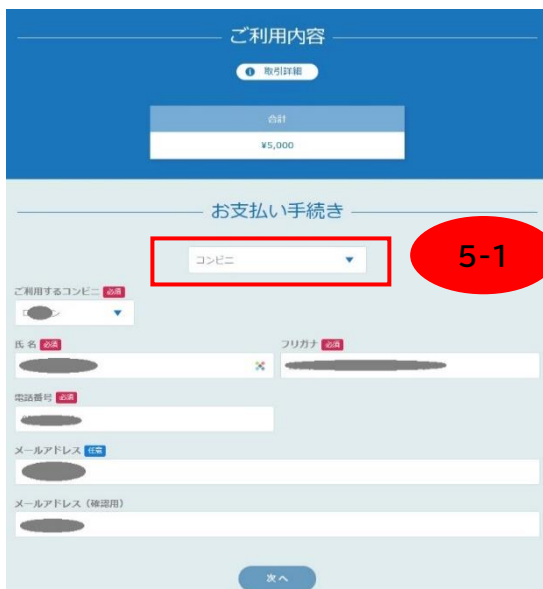 ご利用内容
取引詳細
合計
¥5,000
お支払い手続き
コンビニ
5-1
ご利用するコンビニ 必須
氏名 必須
フリガナ 必須
電話番号 必須
メールアドレス 任意
メールアドレス（確認用）
次へ